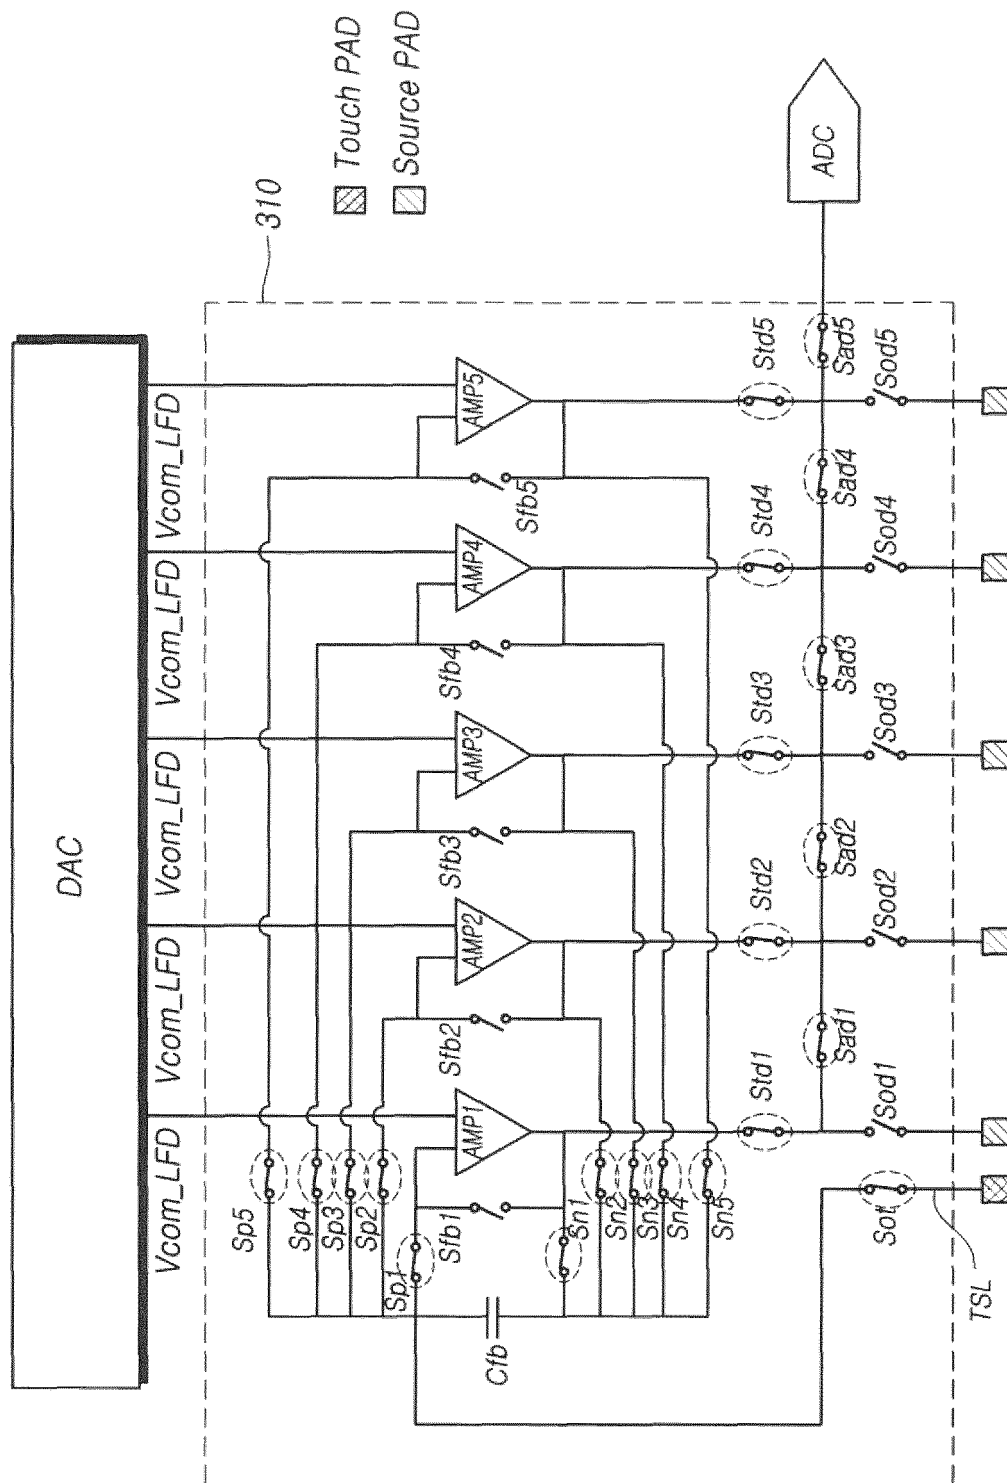 DAC
Vcom_LFD
Vcom_LFD
Vcom_LFD
Vcom_LFD
Vcom_LFD
310
Touch PAD
Source PAD
Sp5
Sp4
Sp3
Sp2
Sp1
Sfb1
Sfb2
Sfb3
Sfb4
Sfb5
AMP1
AMP2
AMP3
AMP4
AMP5
Cfb
Sn1
Sn2
Sn3
Sn4
Sn5
Std1
Std2
Std3
Std4
Std5
Sad1
Sad2
Sad3
Sad4
Sad5
ADC
Sot
Sod1
Sod2
Sod3
Sod4
Sod5
TSL